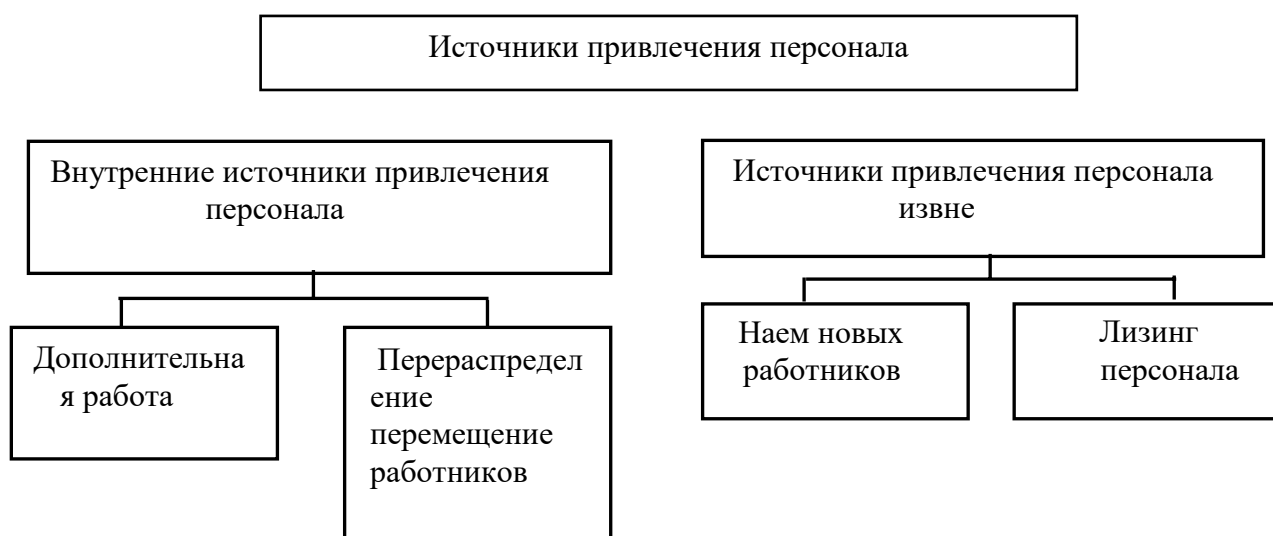 Источники привлечения персонала
Внутренние источники привлечения
персонала
Источники привлечения персонала
извне
Дополнительна
я работа
Перераспредел
ение
перемещение
работников
Наем новых
работников
Лизинг
персонала